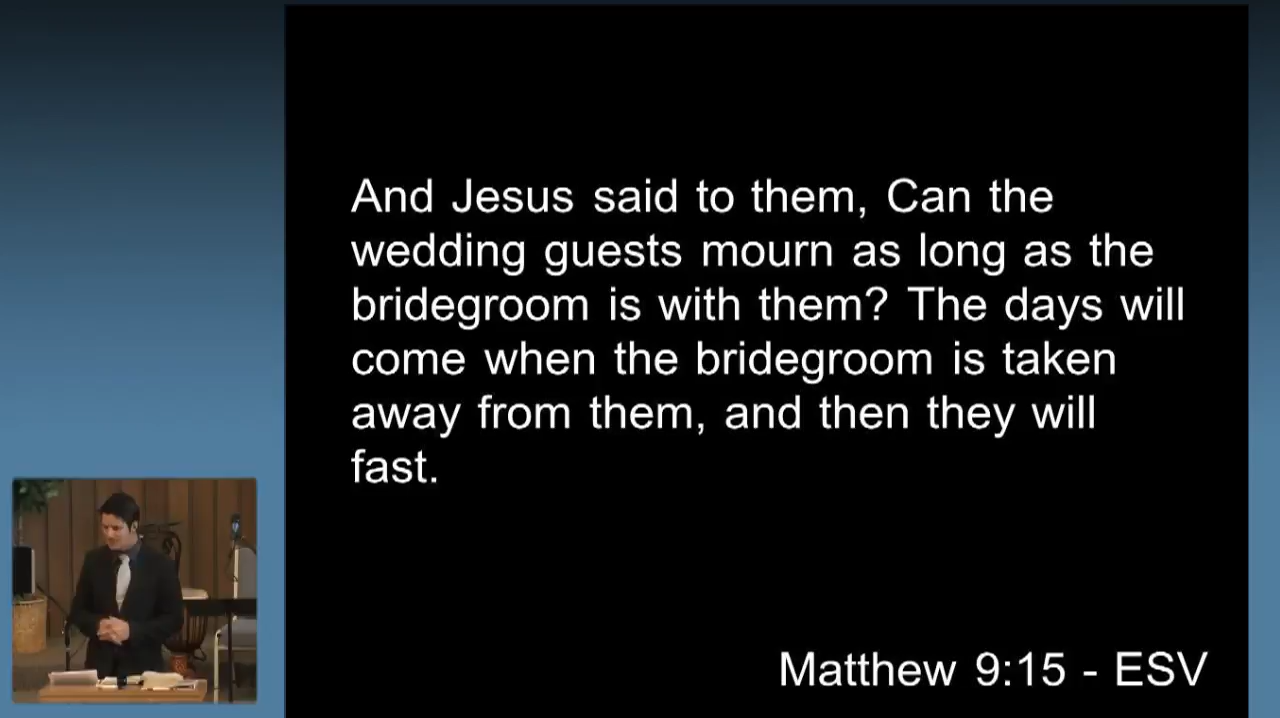 And Jesus said to them, Can the
wedding guests mourn as long as the
bridegroom is with them? The days will
come when the bridegroom is taken
away from them, and then they will
fast.
Matthew 9:15 - ESV